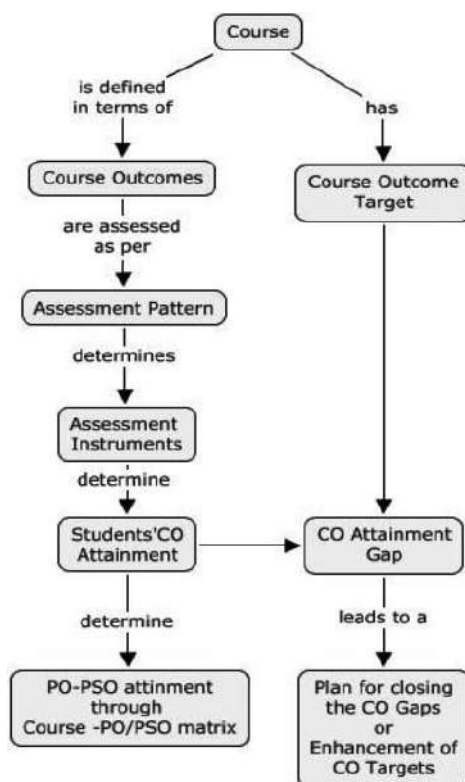 Course
is defined
in terms of
has
Course Outcomes
Course Outcome
Target
are assessed
as per
Assessment Pattern
determines
Assessment
Instruments
determine
Students'CO
Attainment
CO Attainment
Gap
determine
leads to a
PO-PSO attinment
through
Course -PO/PSO matrix
Plan for closing
the CO Gaps
or
Enhancement of
CO Targets